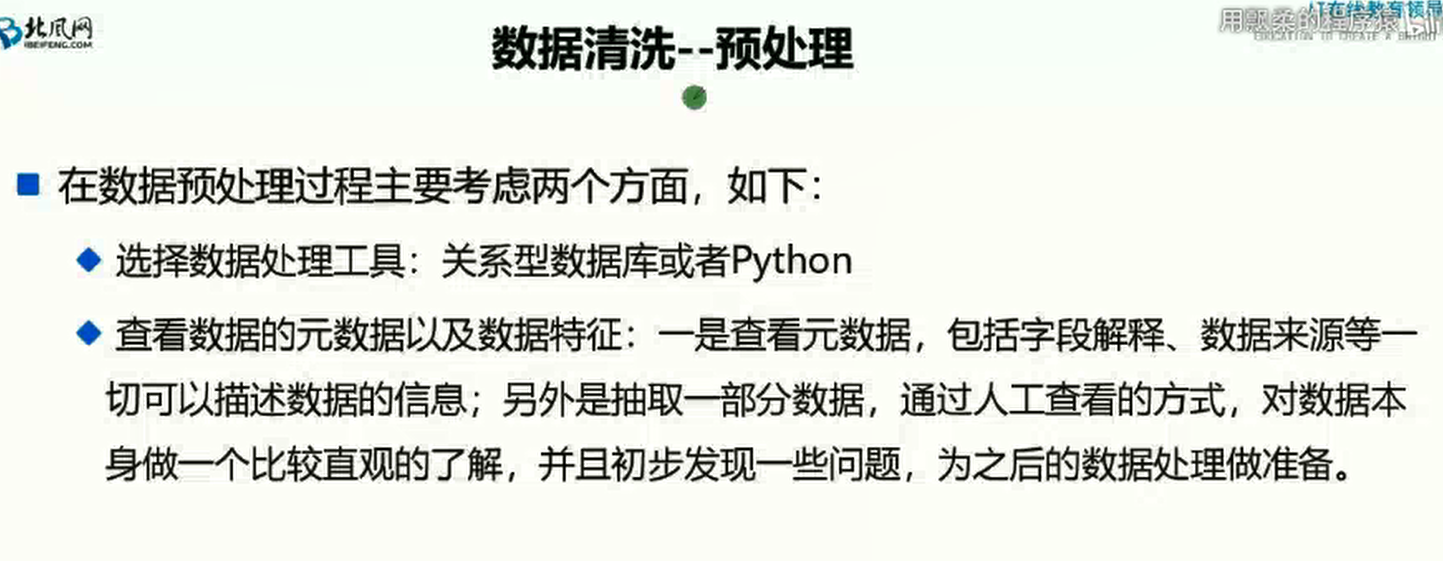 北风网
IBEIFENG.COM
数据清洗--预处理
IT在线教育领导
用飘柔的程序猿
在数据预处理过程主要考虑两个方面，如下：
选择数据处理工具：关系型数据库或者Python
查看数据的元数据以及数据特征：一是查看元数据，包括字段解释、数据来源等一
切可以描述数据的信息；另外是抽取一部分数据，通过人工查看的方式，对数据本
身做一个比较直观的了解，并且初步发现一些问题，为之后的数据处理做准备。